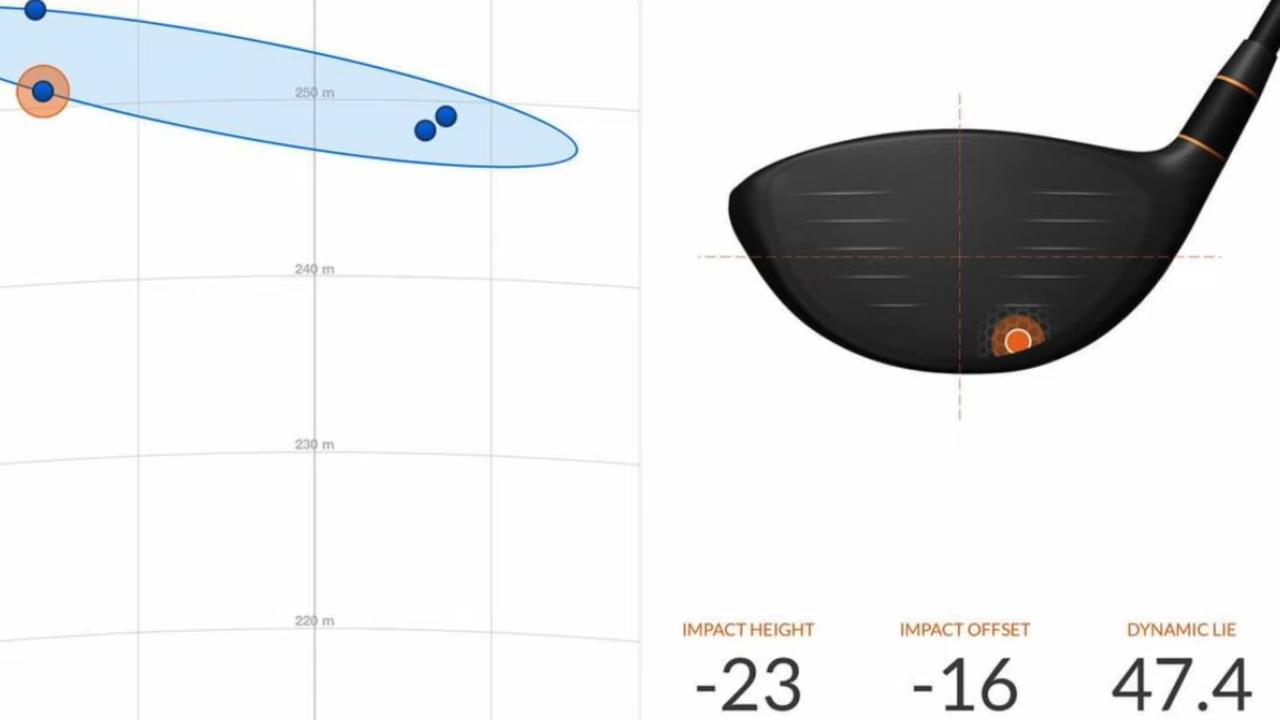 250 m
240 m
230 m
220 m
IMPACT HEIGHT
-23
IMPACT OFFSET
-16
DYNAMIC LIE
47.4